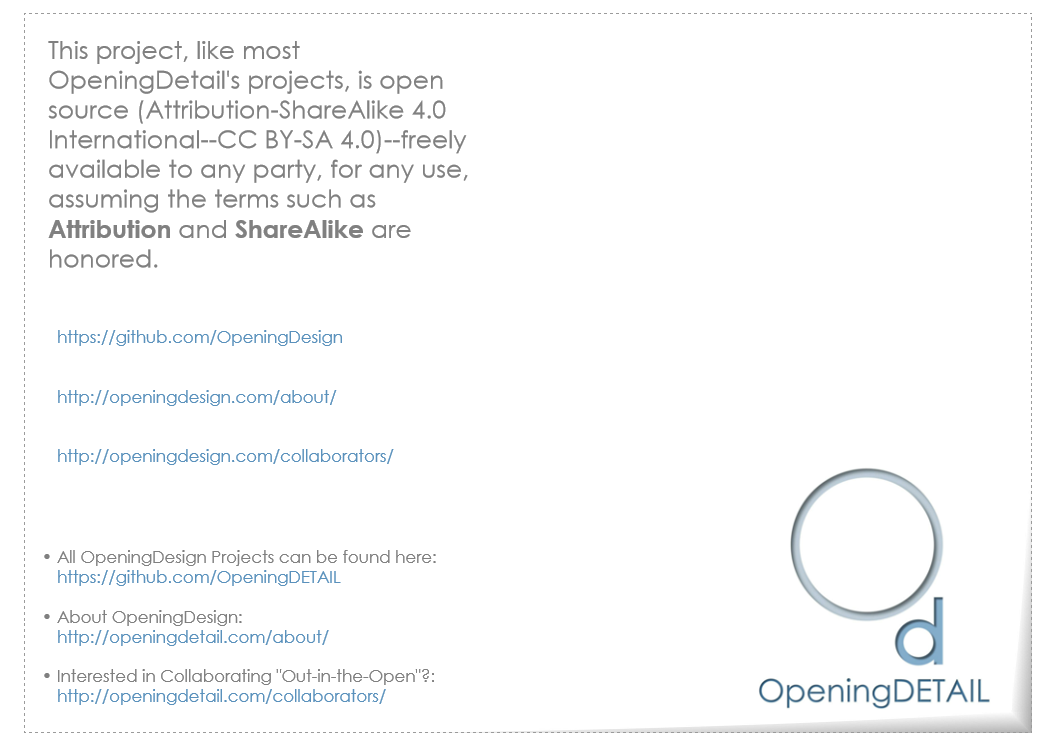 This project, like most
OpeningDetail's projects, is open
source (Attribution-ShareAlike 4.0
International--CC BY-SA 4.0)--freely
available to any party, for any use,
assuming the terms such as
Attribution and ShareAlike are
honored.
https://github.com/OpeningDesign
http://openingdesign.com/about/
http://openingdesign.com/collaborators/
• All OpeningDesign Projects can be found here:
https://github.com/OpeningDETAIL
• About OpeningDesign:
http://openingdetail.com/about/
• Interested in Collaborating "Out-in-the-Open"?:
http://openingdetail.com/collaborators/
d
OpeningDETAIL